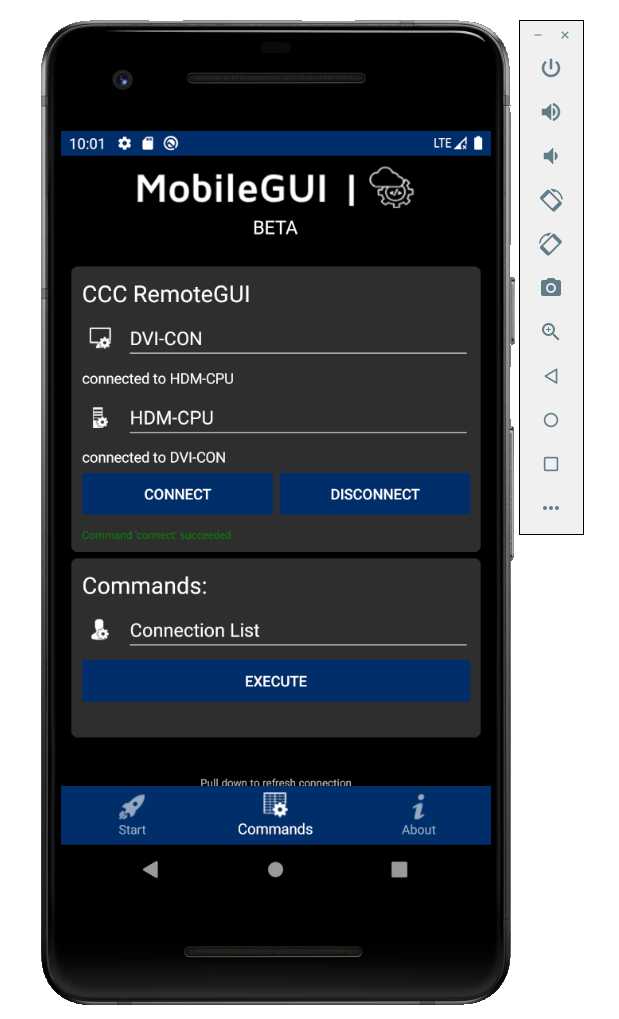 10:01 LTE
MobileGUI |
BETA
CCC RemoteGUI
DVI-CON
connected to HDM-CPU
HDM-CPU
connected to DVI-CON
CONNECT DISCONNECT
Command 'connect' succeeded.
Commands:
Connection List
EXECUTE
Pull down to refresh connection
Start Commands About